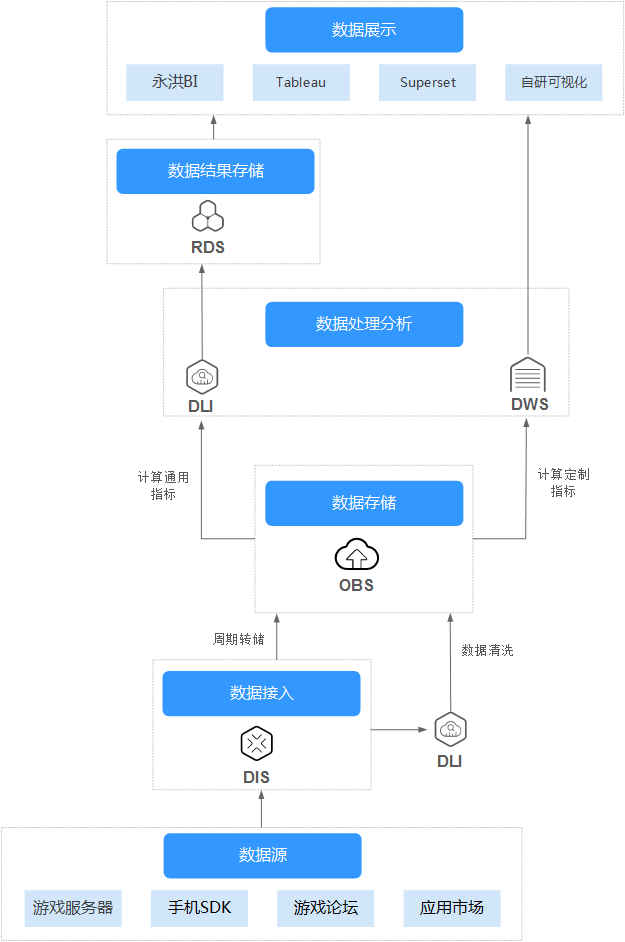 数据展示
永洪BI
Tableau
Superset
自研可视化
数据结果存储
RDS
数据处理分析
DLI
DWS
计算通用
指标
计算定制
指标
数据存储
OBS
周期转储
数据清洗
数据接入
DIS
DLI
数据源
游戏服务器
手机SDK
游戏论坛
应用市场